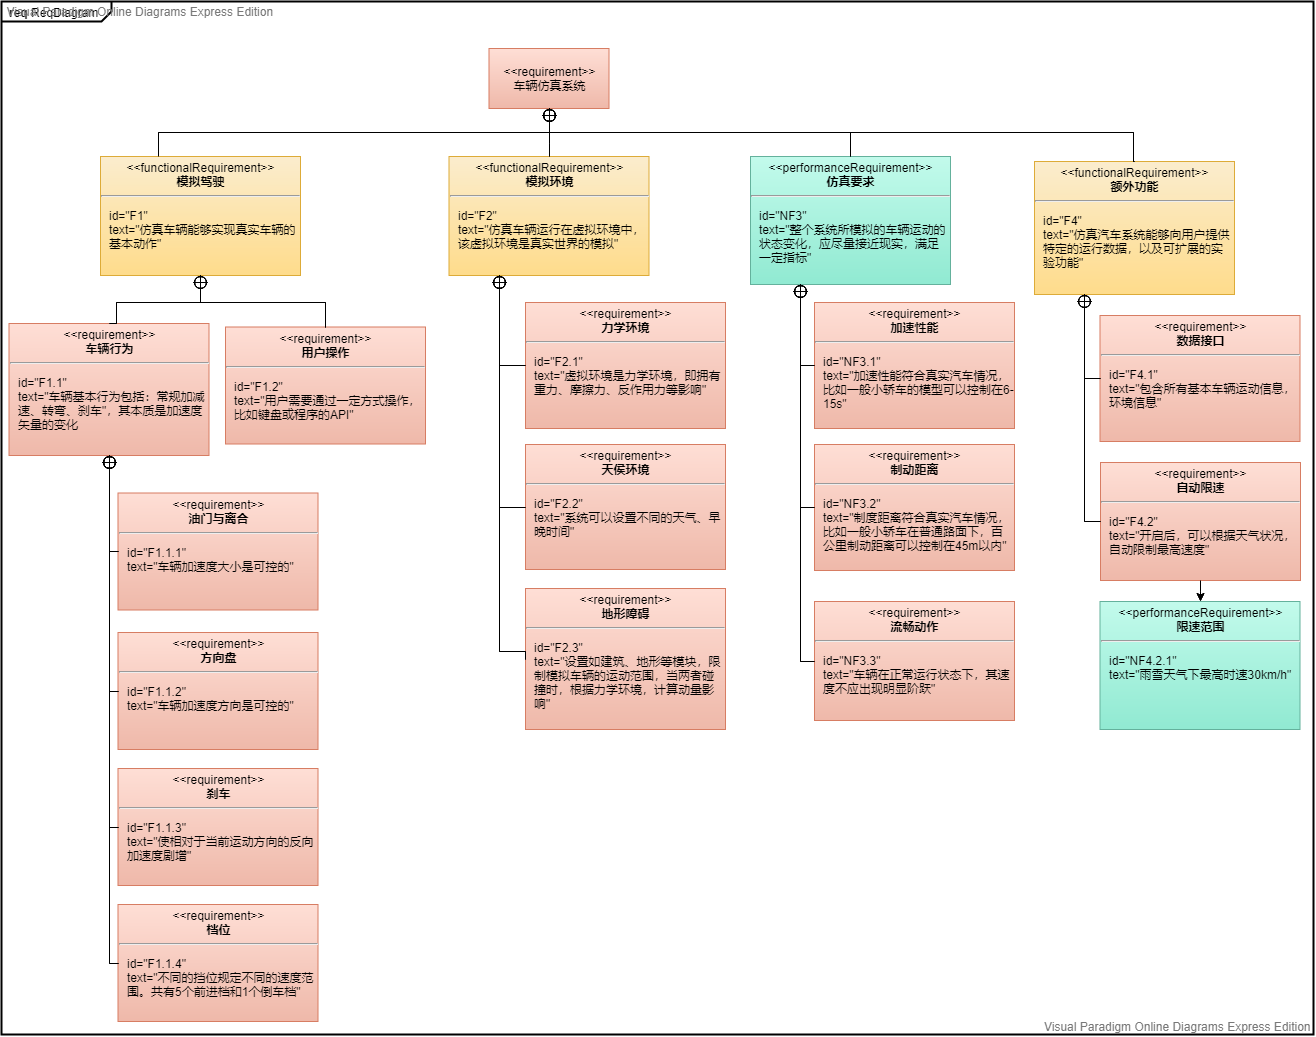 Visual Paradigm Online Diagrams Express Edition
req ReqDiagram
<<requirement>>
车辆仿真系统
<<functionalRequirement>>
模拟驾驶
id="F1"
text="仿真车辆能够实现真实车辆的
基本动作"
<<functionalRequirement>>
模拟环境
id="F2"
text="仿真车辆运行在虚拟环境中,
该虚拟环境是真实世界的模拟"
<<performanceRequirement>>
仿真要求
id="NF3"
text="整个系统所模拟的车辆运动的
状态变化，应尽量接近现实，满足
一定指标"
<<functionalRequirement>>
额外功能
id="F4"
text="仿真汽车系统能够向用户提供
特定的运行数据，以及可扩展的实
验功能"
<<requirement>>
车辆行为
id="F1.1"
text="车辆基本行为包括：常规加减
速、转弯、刹车"，其本质是加速度
矢量的变化
<<requirement>>
用户操作
id="F1.2"
text="用户需要通过一定方式操作，
比如键盘或程序的API"
<<requirement>>
油门与离合
id="F1.1.1"
text="车辆加速度大小是可控的"
<<requirement>>
方向盘
id="F1.1.2"
text="车辆加速度方向是可控的"
<<requirement>>
刹车
id="F1.1.3"
text="使相对于当前运动方向的反向
加速度剧增"
<<requirement>>
档位
id="F1.1.4"
text="不同的挡位规定不同的速度范
围。共有5个前进档和1个倒车档"
<<requirement>>
力学环境
id="F2.1"
text="虚拟环境是力学环境，即拥有
重力、摩擦力、反作用力等影响"
<<requirement>>
天侯环境
id="F2.2"
text="系统可以设置不同的天气、早
晚时间"
<<requirement>>
地形障碍
id="F2.3"
text="设置如建筑、地形等模块，限
制模拟车辆的运动范围，当两者碰
撞时，根据力学环境，计算动量影
响"
<<requirement>>
加速性能
id="NF3.1"
text="加速性能符合真实汽车情况，
比如一般小轿车的模型可以控制在6-
15s"
<<requirement>>
制动距离
id="NF3.2"
text="制度距离符合真实汽车情况，
比如一般小轿车在普通路面下，百
公里制动距离可以控制在45m以内"
<<requirement>>
流畅动作
id="NF3.3"
text="车辆在正常运行状态下，其速
度不应出现明显阶跃"
<<requirement>>
数据接口
id="F4.1"
text="包含所有基本车辆运动信息，
环境信息"
<<requirement>>
自动限速
id="F4.2"
text="开启后，可以根据天气状况，
自动限制最高速度"
<<performanceRequirement>>
限速范围
id="NF4.2.1"
text="雨雪天气下最高时速30km/h"
Visual Paradigm Online Diagrams Express Edition